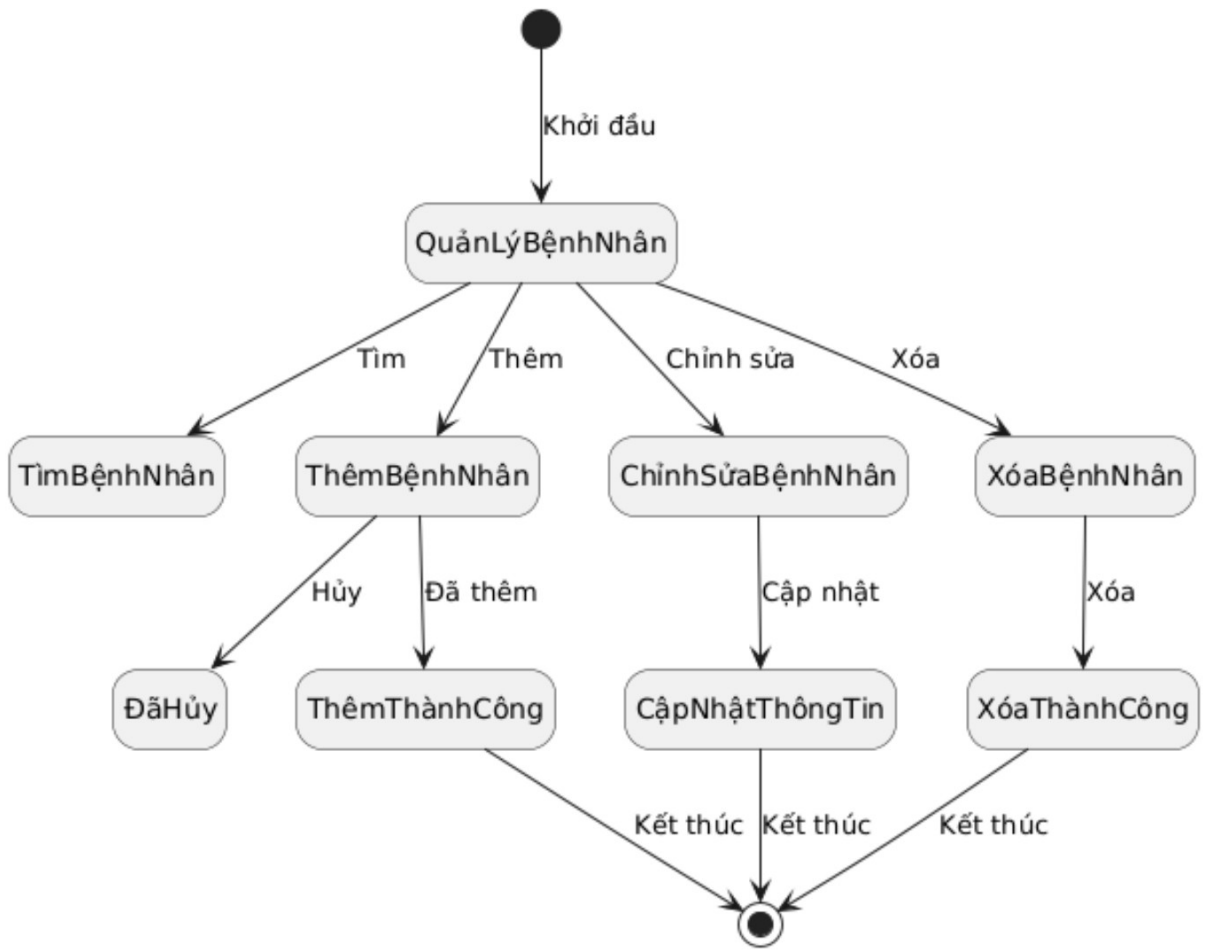 Khởi đầu
QuảnLýBệnhNhân
Tìm
Thêm
Chỉnh sửa
Xóa
TìmBệnhNhân
ThêmBệnhNhân
ChỉnhSửaBệnhNhân
XóaBệnhNhân
Hủy
Đã thêm
Cập nhật
Xóa
ĐãHủy
ThêmThànhCông
CậpNhậtThôngTin
XóaThànhCông
Kết thúc
Kết thúc
Kết thúc